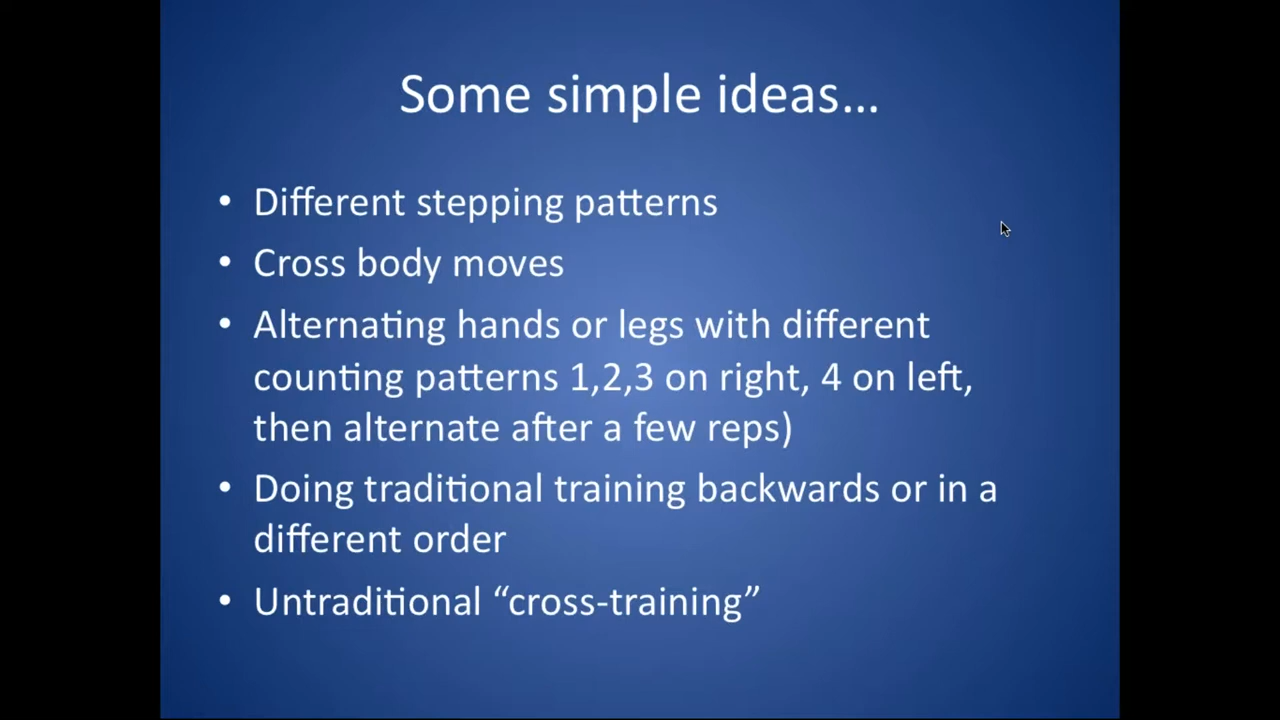 Some simple ideas…
• Different stepping patterns
• Cross body moves
• Alternating hands or legs with different
counting patterns 1,2,3 on right, 4 on left,
then alternate after a few reps)
• Doing traditional training backwards or in a
different order
• Untraditional “cross-training”